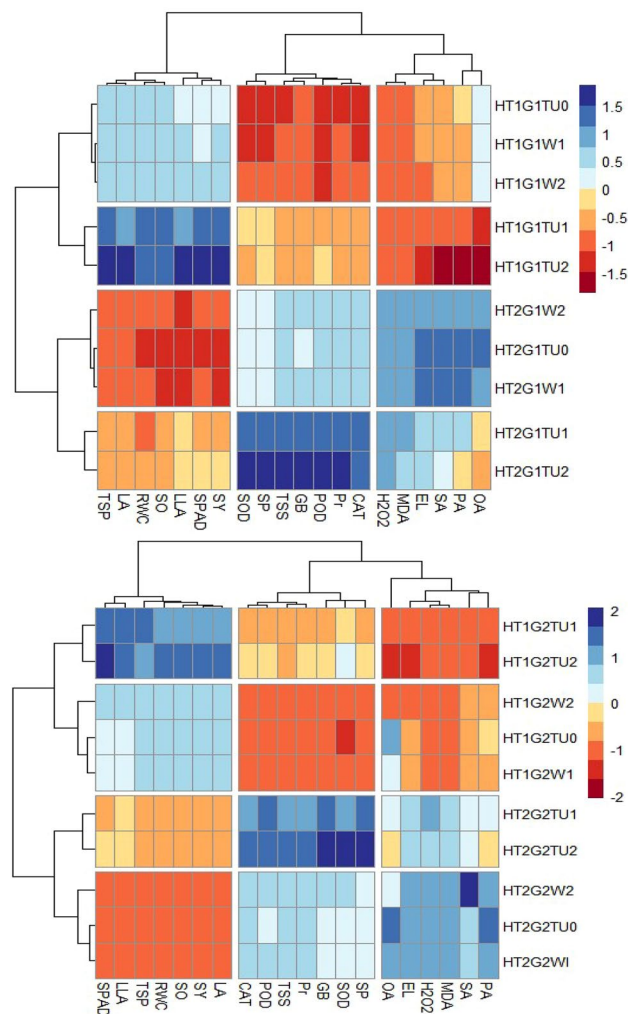 HT1G1TU0
HT1G1W1
HT1G1W2
HT1G1TU1
HT1G1TU2
HT2G1W2
HT2G1TU0
HT2G1W1
HT2G1TU1
HT2G1TU2
1.5
1
0.5
0
-0.5
-1
-1.5
TSP LA RWC SO LLA SPAD SY SOD SP TSS GB POD Pr CAT H2O2 MDA EL SA PA OA
HT1G2TU1
HT1G2TU2
HT1G2W2
HT1G2TU0
HT1G2W1
HT2G2TU1
HT2G2TU2
HT2G2W2
HT2G2TU0
HT2G2WI
2
1
0
-1
-2
SPAD LLA TSP RWC SO SY LA CAT POD TSS Pr GB SOD SP OA EL H2O2 MDA SA PA